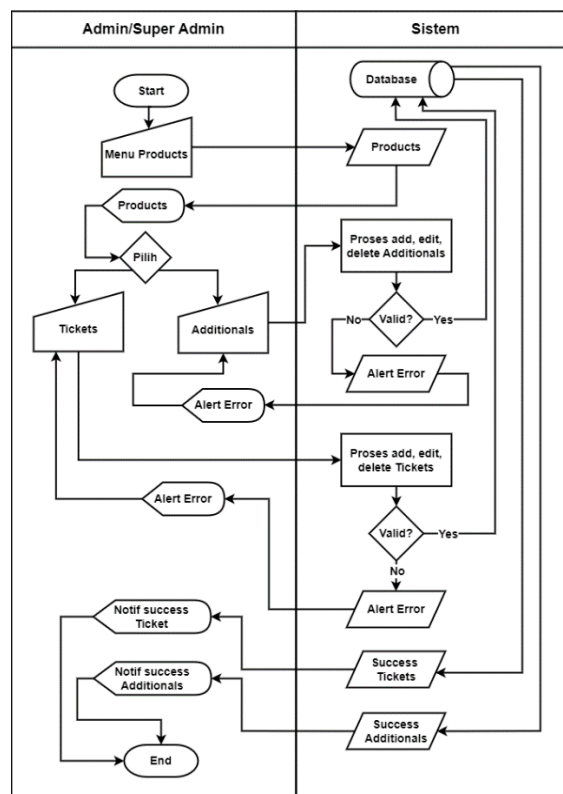 Admin/Super Admin
Sistem
Start
Database
Menu Products
Products
Products
Pilih
Proses add, edit,
delete Additionals
Tickets
Additionals
No
Valid?
Yes
Alert Error
Alert Error
Proses add, edit,
delete Tickets
Alert Error
Valid?
Yes
No
Alert Error
Notif success
Ticket
Success
Tickets
Notif success
Additionals
Success
Additionals
End